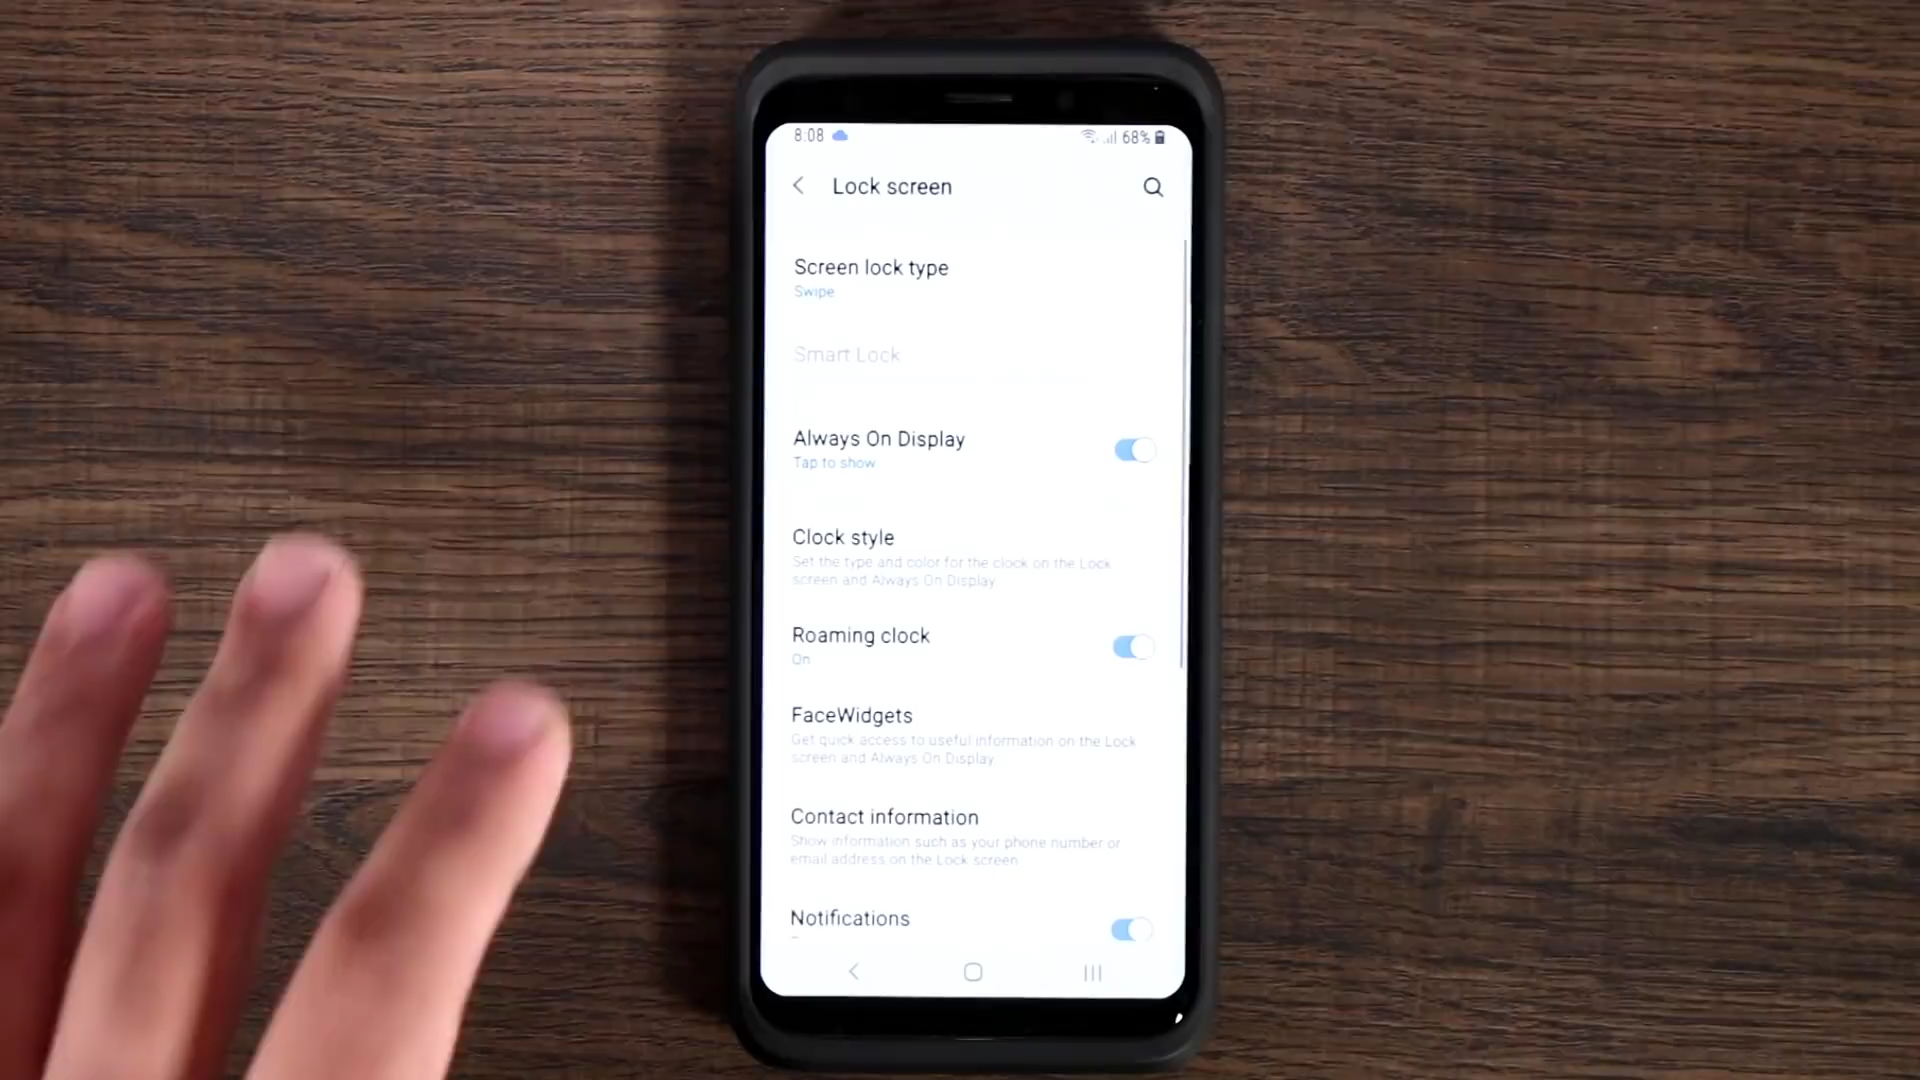 8:08 68%
Lock screen
Screen lock type
Swipe
Smart Lock
Always On Display
Tap to show
Clock style
Set the type and color for the clock on the Lock
screen and Always On Display
Roaming clock
On
FaceWidgets
Get quick access to useful information on the Lock
screen and Always On Display
Contact information
Show information such as your phone number or
email address on the Lock screen
Notifications